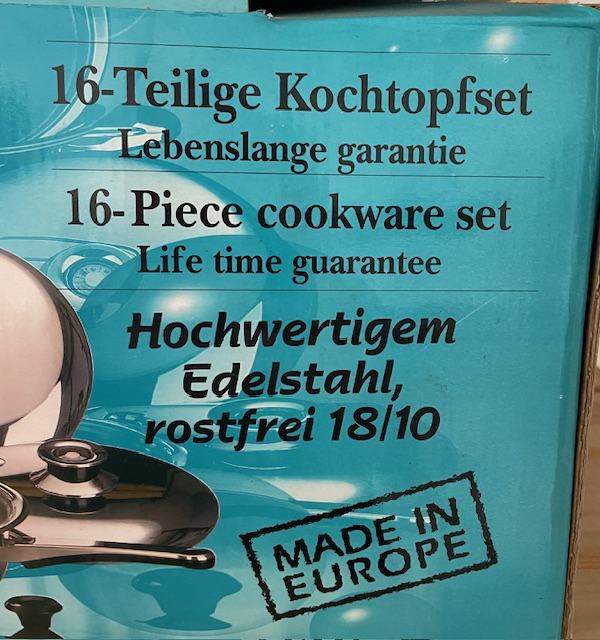 16-Teilige Kochtopfset
Lebenslange garantie
16-Piece cookware set
Life time guarantee
Hochwertigem
Edelstahl,
rostfrei 18/10
MADE IN
EUROPE